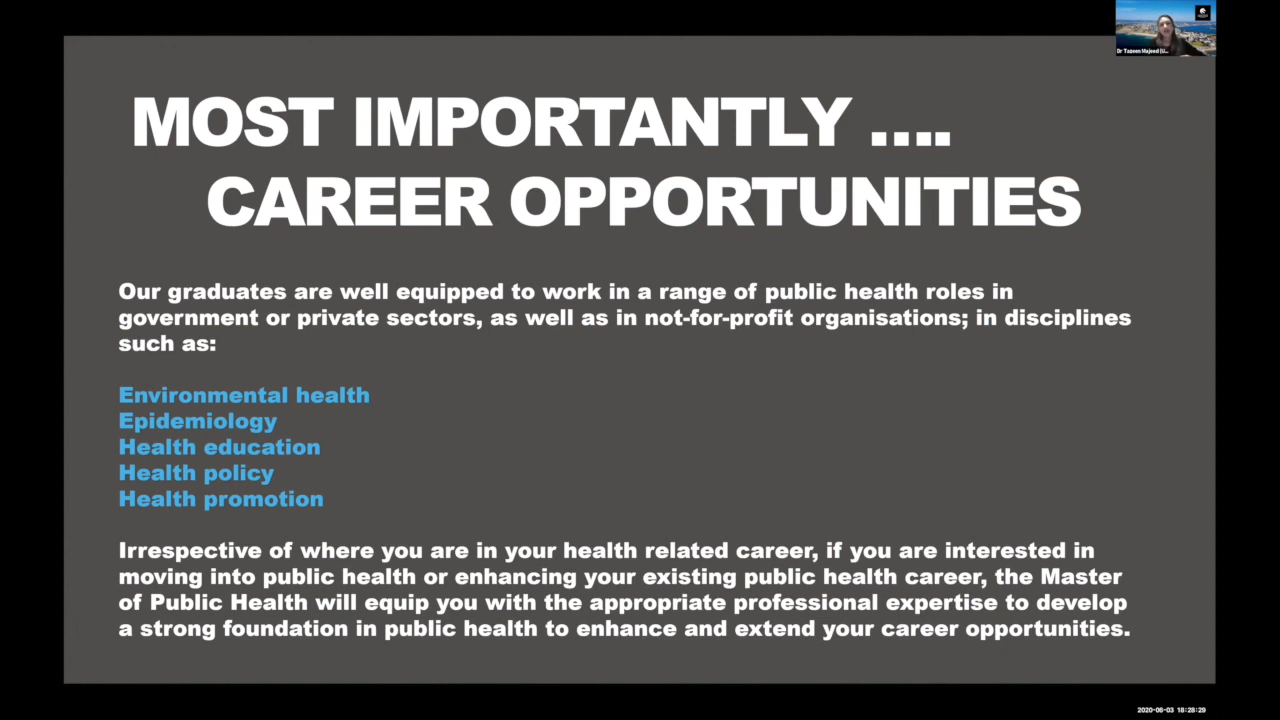 Dr Tazeen Majeed (U...
MOST IMPORTANTLY ....
CAREER OPPORTUNITIES
Our graduates are well equipped to work in a range of public health roles in
government or private sectors, as well as in not-for-profit organisations; in disciplines
such as:
Environmental health
Epidemiology
Health education
Health policy
Health promotion
Irrespective of where you are in your health related career, if you are interested in
moving into public health or enhancing your existing public health career, the Master
of Public Health will equip you with the appropriate professional expertise to develop
a strong foundation in public health to enhance and extend your career opportunities.
2020-06-03 18:28:29